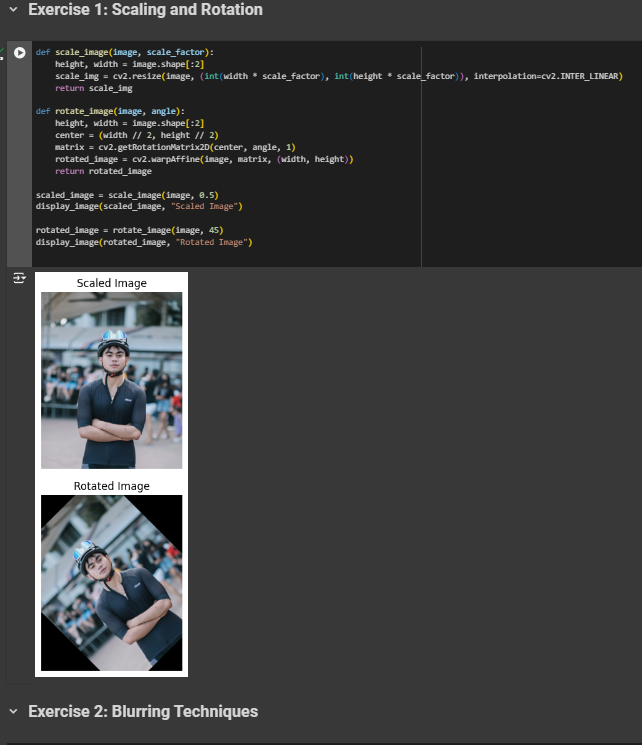 Exercise 1: Scaling and Rotation
def scale_image(image, scale_factor):
    height, width = image.shape[:2]
    scale_img = cv2.resize(image, (int(width * scale_factor), int(height * scale_factor)), interpolation=cv2.INTER_LINEAR)
    return scale_img
def rotate_image(image, angle):
    height, width = image.shape[:2]
    center = (width // 2, height // 2)
    matrix = cv2.getRotationMatrix2D(center, angle, 1)
    rotated_image = cv2.warpAffine(image, matrix, (width, height))
    return rotated_image
scaled_image = scale_image(image, 0.5)
display_image(scaled_image, "Scaled Image")
rotated_image = rotate_image(image, 45)
display_image(rotated_image, "Rotated Image")
Scaled Image
Rotated Image
Exercise 2: Blurring Techniques